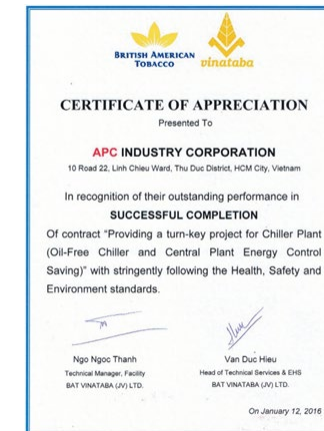 BRITISH AMERICAN
TOBACCO
vinataba
CERTIFICATE OF APPRECIATION
Presented To
APC INDUSTRY CORPORATION
10 Road 22, Linh Chieu Ward, Thu Duc District, HCM City, Vietnam
In recognition of their outstanding performance in
SUCCESSFUL COMPLETION
Of contract “Providing a turn-key project for Chiller Plant
(Oil-Free Chiller and Central Plant Energy Control
Saving)” with stringently following the Health, Safety and
Environment standards.
Ngo Ngoc Thanh
Technical Manager, Facility
BAT VINATABA (JV) LTD.
Van Duc Hieu
Head of Technical Services & EHS
BAT VINATABA (JV) LTD.
On January 12, 2016